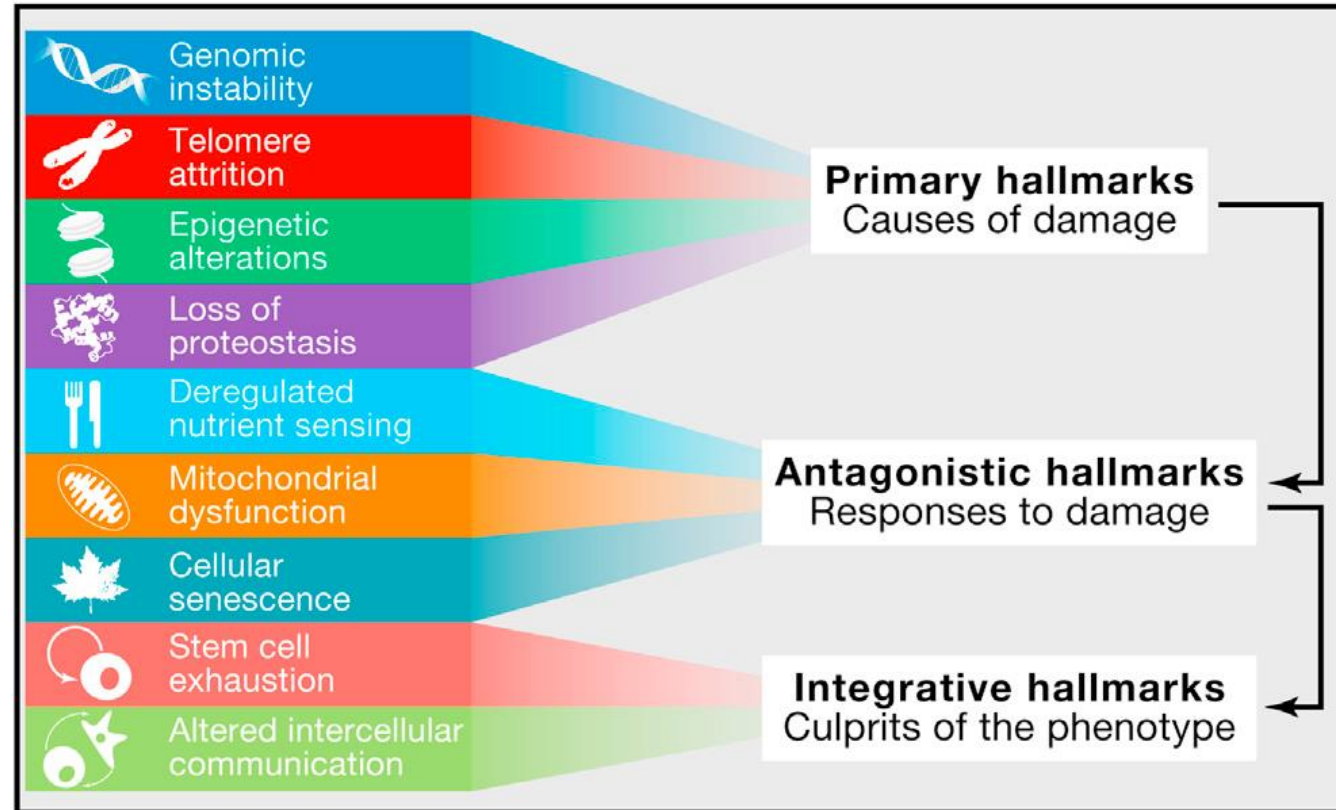 Genomic
instability
Telomere
attrition
Epigenetic
alterations
Loss of
proteostasis
Deregulated
nutrient sensing
Mitochondrial
dysfunction
Cellular
senescence
Stem cell
exhaustion
Altered intercellular
communication
Primary hallmarks
Causes of damage
Antagonistic hallmarks
Responses to damage
Integrative hallmarks
Culprits of the phenotype